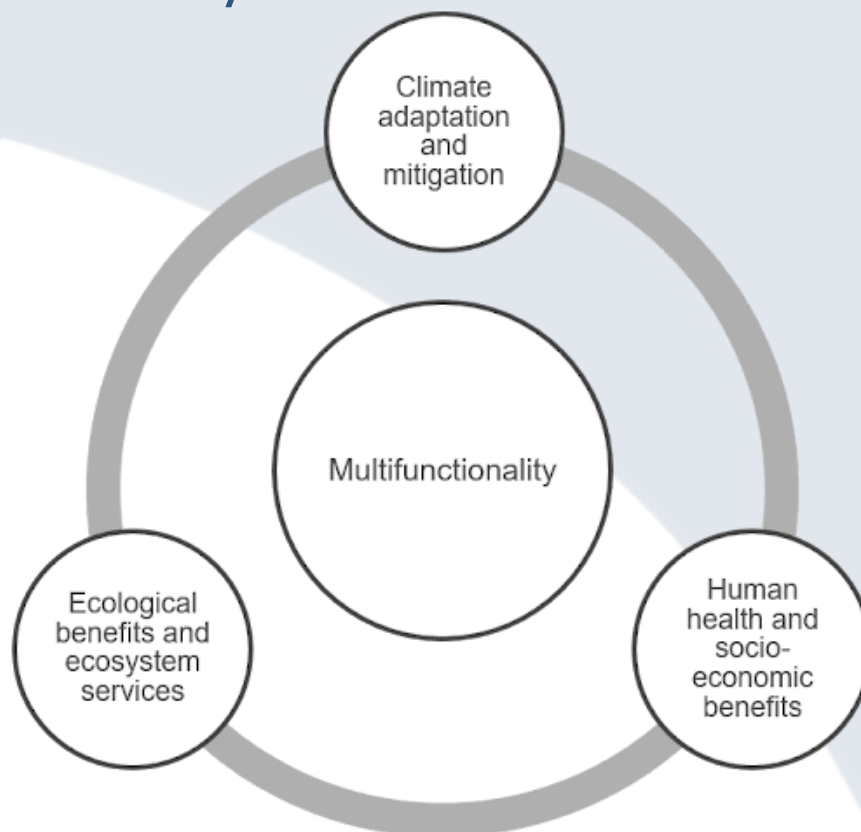 Climate
adaptation
and
mitigation
Multifunctionality
Ecological
benefits and
ecosystem
services
Human
health and
socio-
economic
benefits